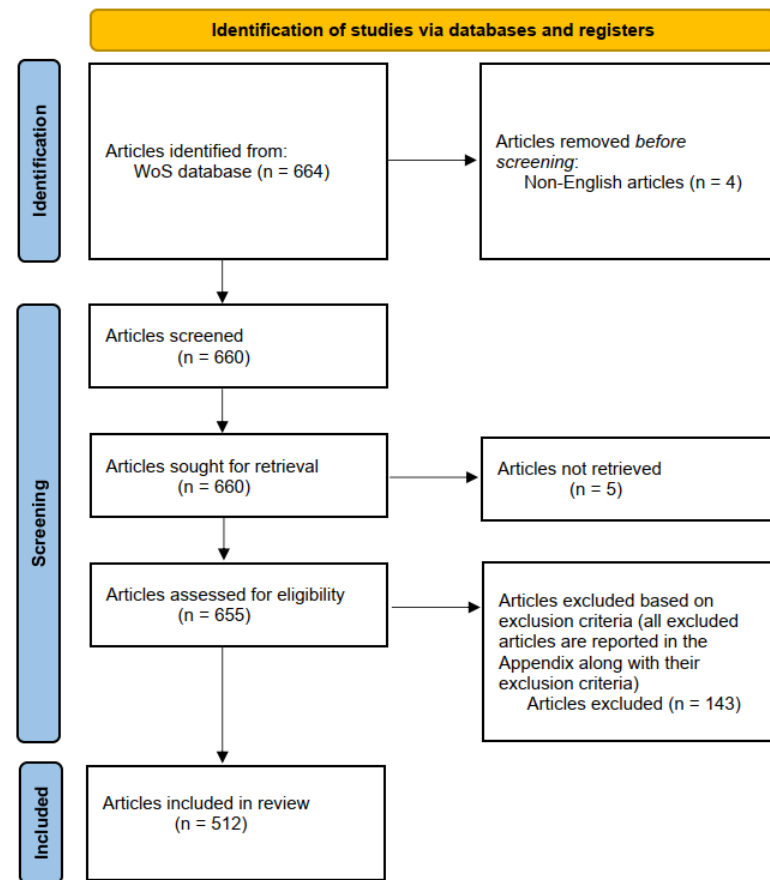 Identification of studies via databases and registers
Identification
Articles identified from:
WoS database (n = 664)
Articles removed before
screening:
Non-English articles (n = 4)
Screening
Articles screened
(n = 660)
Articles sought for retrieval
(n = 660)
Articles not retrieved
(n = 5)
Articles assessed for eligibility
(n = 655)
Articles excluded based on
exclusion criteria (all excluded
articles are reported in the
Appendix along with their
exclusion criteria)
Articles excluded (n = 143)
Included
Articles included in review
(n = 512)